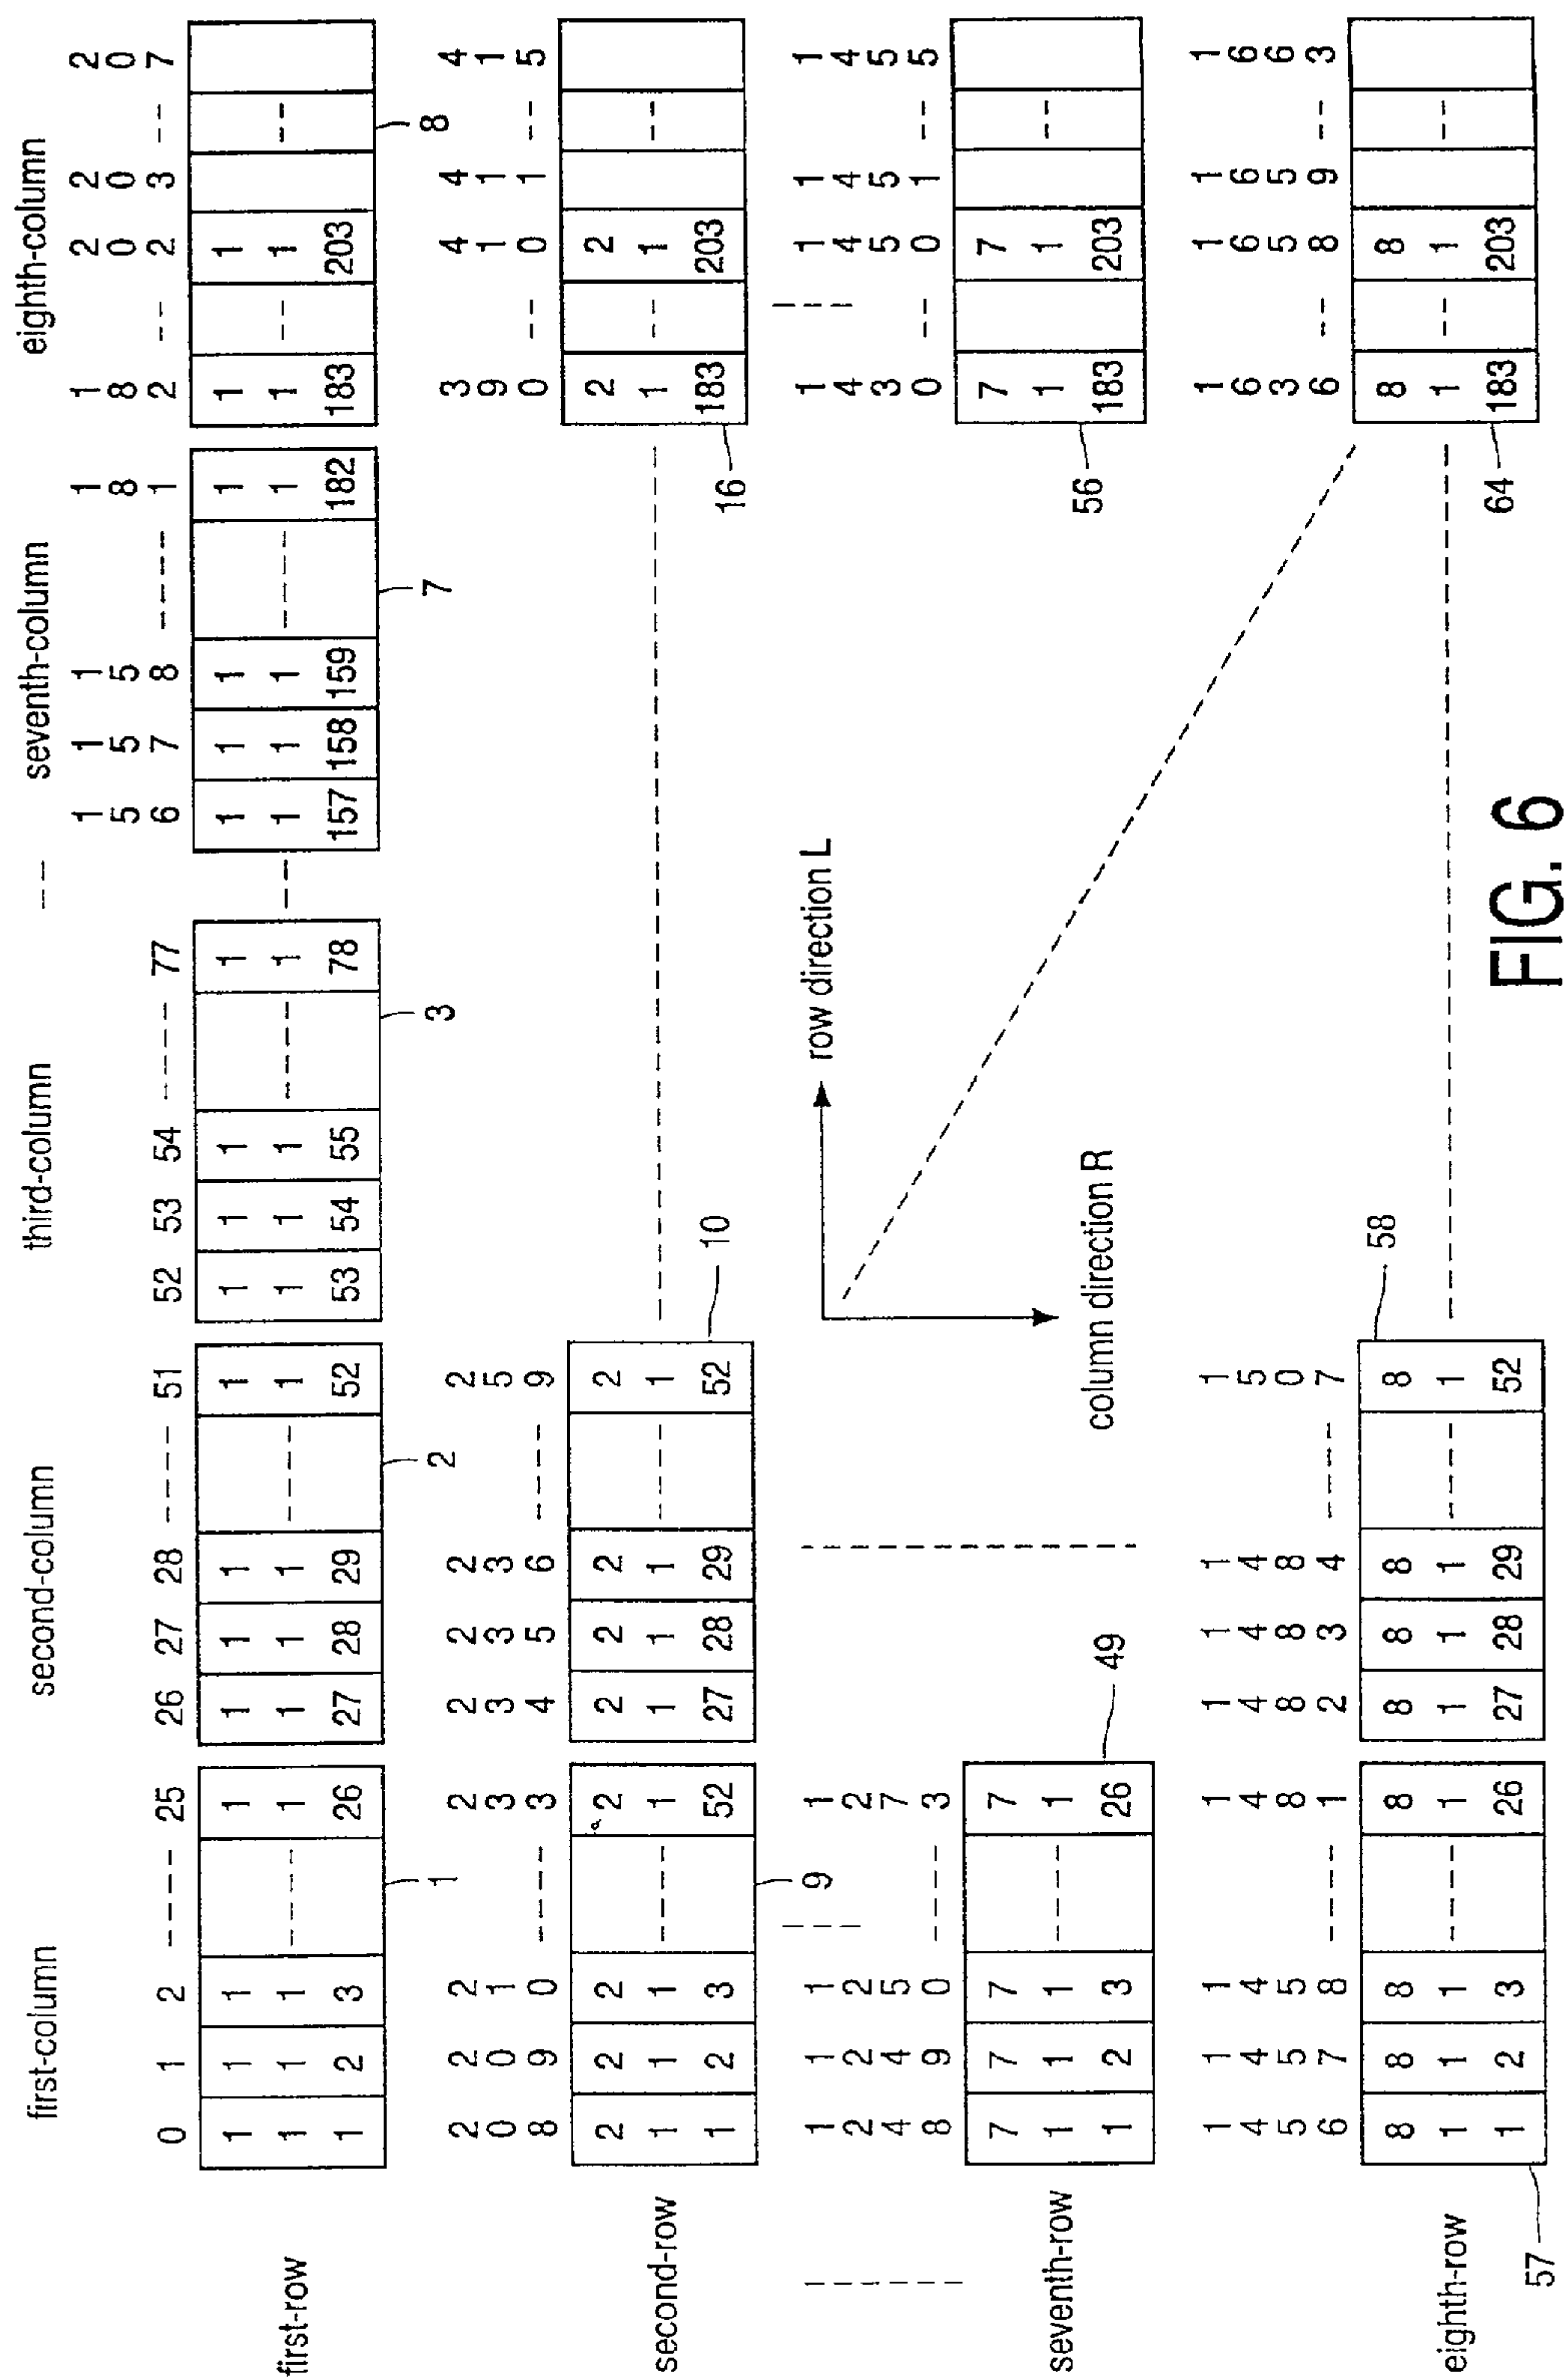 first-column second-column third-column --- seventh-column eighth-column
0 1 2 ----- 25 26 27 28 ----- 51 52 53 54 ----- 77 156 157 158 ----- 181 182 -- 202 203 -- 207
first-row
1 1 1 ----- 1 1 1 1 ----- 1 1 1 1 ----- 1 --- 1 1 1 ----- 1 1 -- 1 --
1 1 1 1 1 1 1 1 1 1 1 1 1 1 1 1 1 1
1 2 3 26 27 28 29 52 53 54 55 78 157 158 159 182 183 203
1 2 3 7 8
208 209 210 ----- 233 234 235 236 ----- 259 390 -- 410 411 -- 415
second-row
2 2 2 ----- 2 2 2 2 ----- 2 2 -- 2 --
1 1 1 1 1 1 1 1 1 1
1 2 3 52 27 28 29 52 183 203
9 10 16
row direction L
column direction R
1248 1249 1250 ----- 1273 1430 -- 1450 1451 -- 1455
seventh-row
7 7 7 ----- 7 7 7 --
1 1 1 1 1 1
1 2 3 26 183 203
49 56
1456 1457 1458 ----- 1481 1482 1483 1484 ----- 1507 1636 -- 1658 1659 -- 1663
eighth-row
8 8 8 ----- 8 8 8 8 ----- 8 8 -- 8 --
1 1 1 1 1 1 1 1 1 1
1 2 3 26 27 28 29 52 183 203
57 58 64
FIG. 6